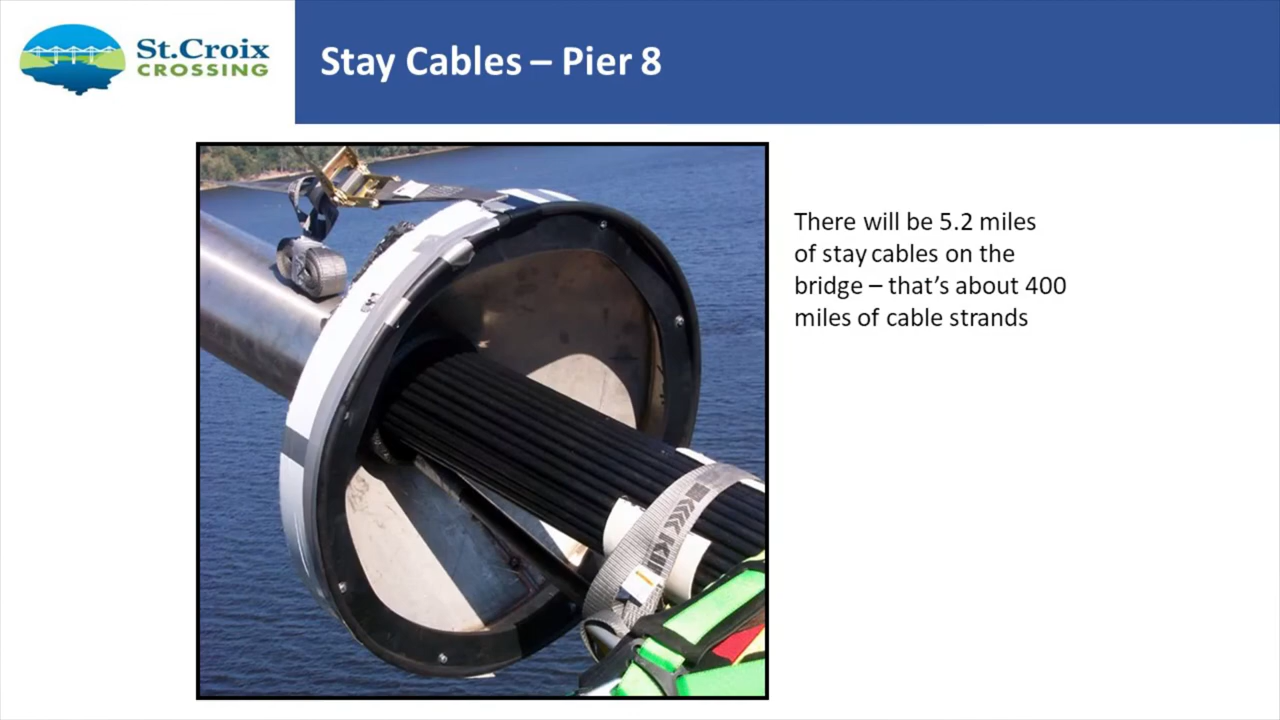 St.Croix
CROSSING
Stay Cables – Pier 8
There will be 5.2 miles
of stay cables on the
bridge – that's about 400
miles of cable strands